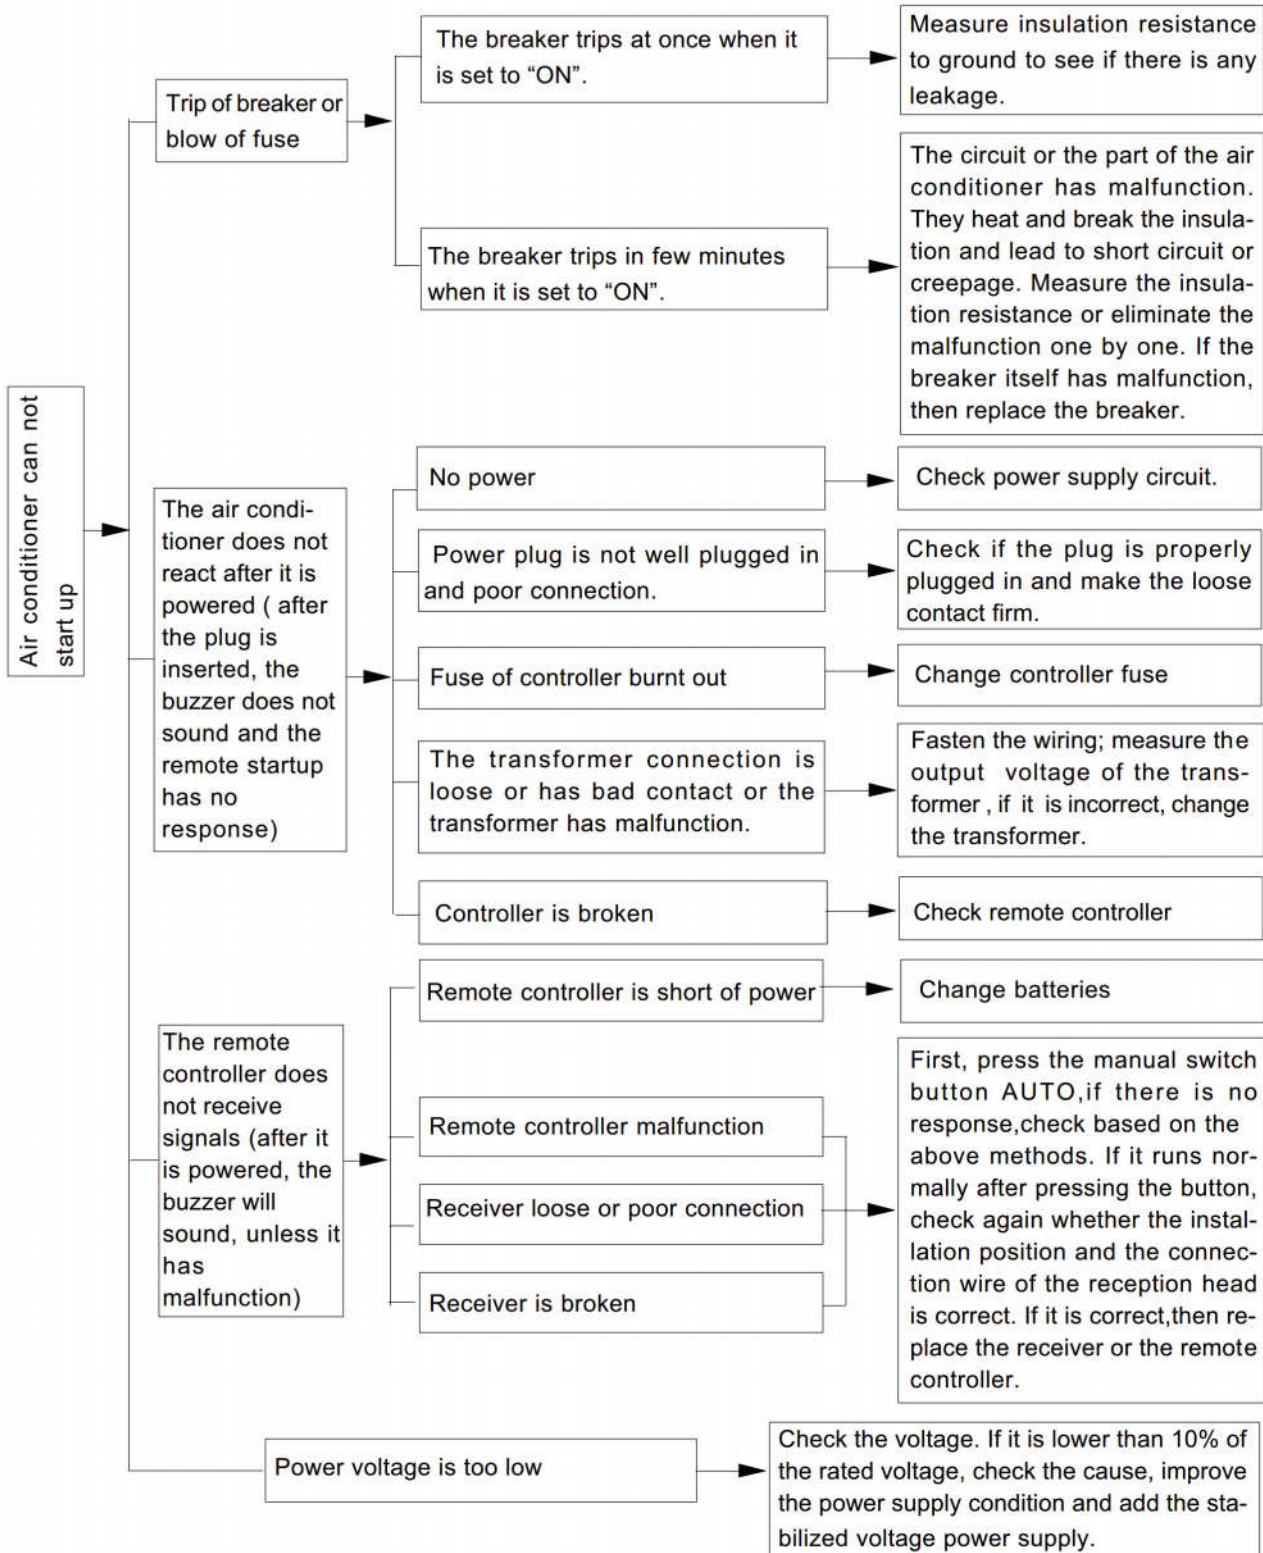 Air conditioner can not
start up
Trip of breaker or
blow of fuse
The breaker trips at once when it
is set to “ON”.
Measure insulation resistance
to ground to see if there is any
leakage.
The breaker trips in few minutes
when it is set to “ON”.
The circuit or the part of the air
conditioner has malfunction.
They heat and break the insula-
tion and lead to short circuit or
creepage. Measure the insula-
tion resistance or eliminate the
malfunction one by one. If the
breaker itself has malfunction,
then replace the breaker.
The air condi-
tioner does not
react after it is
powered ( after
the plug is
inserted, the
buzzer does not
sound and the
remote startup
has no
response)
No power
Check power supply circuit.
Power plug is not well plugged in
and poor connection.
Check if the plug is properly
plugged in and make the loose
contact firm.
Fuse of controller burnt out
Change controller fuse
The transformer connection is
loose or has bad contact or the
transformer has malfunction.
Fasten the wiring; measure the
output voltage of the trans-
former , if it is incorrect, change
the transformer.
Controller is broken
Check remote controller
The remote
controller does
not receive
signals (after it
is powered, the
buzzer will
sound, unless it
has
malfunction)
Remote controller is short of power
Change batteries
Remote controller malfunction
Receiver loose or poor connection
Receiver is broken
First, press the manual switch
button AUTO,if there is no
response,check based on the
above methods. If it runs nor-
mally after pressing the button,
check again whether the instal-
lation position and the connec-
tion wire of the reception head
is correct. If it is correct,then re-
place the receiver or the remote
controller.
Power voltage is too low
Check the voltage. If it is lower than 10% of
the rated voltage, check the cause, improve
the power supply condition and add the sta-
bilized voltage power supply.